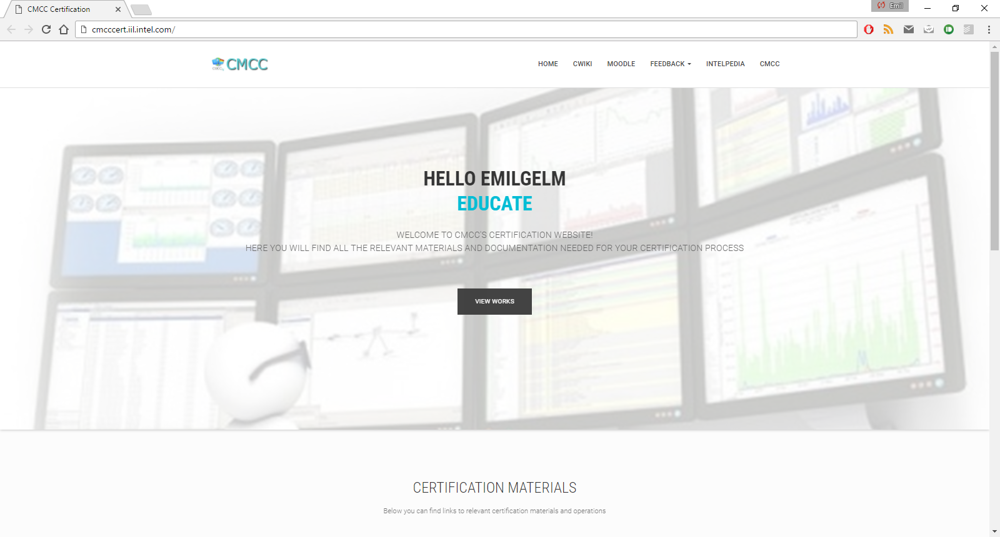 CMCC Certification
Emil
cmcccert.iil.intel.com/
CMCC
HOME
CWIKI
MOODLE
FEEDBACK
INTELPEDIA
CMCC
HELLO EMILGELM
EDUCATE
WELCOME TO CMCC'S CERTIFICATION WEBSITE!
HERE YOU WILL FIND ALL THE RELEVANT MATERIALS AND DOCUMENTATION NEEDED FOR YOUR CERTIFICATION PROCESS
VIEW WORKS
CERTIFICATION MATERIALS
Below you can find links to relevant certification materials and operations